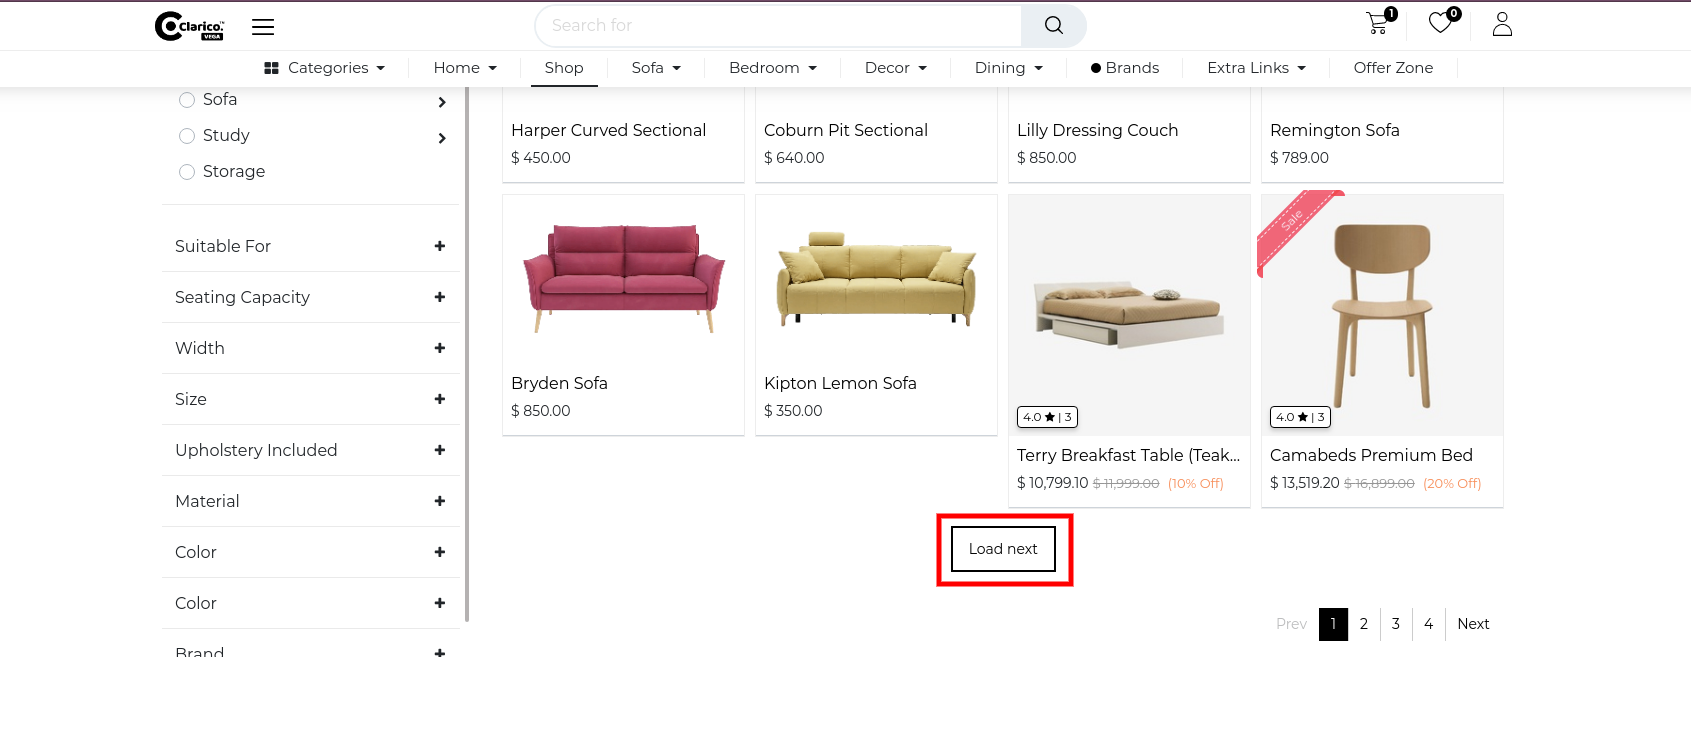 Clarico.™
VEGA
Search for
1
0
Categories
Home
Shop
Sofa
Bedroom
Decor
Dining
Brands
Extra Links
Offer Zone
Sofa
Study
Storage
Suitable For
Seating Capacity
Width
Size
Upholstery Included
Material
Color
Color
Brand
Harper Curved Sectional
$ 450.00
Coburn Pit Sectional
$ 640.00
Lilly Dressing Couch
$ 850.00
Remington Sofa
$ 789.00
Bryden Sofa
$ 850.00
Kipton Lemon Sofa
$ 350.00
4.0 ★ | 3
Terry Breakfast Table (Teak...
$ 10,799.10 $ 11,999.00 (10% Off)
Sale
4.0 ★ | 3
Camabeds Premium Bed
$ 13,519.20 $ 16,899.00 (20% Off)
Load next
Prev 1 2 3 4 Next